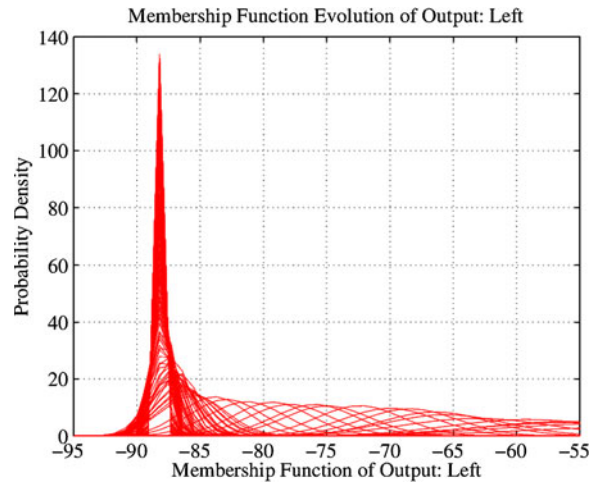 Membership Function Evolution of Output: Left
140
120
100
80
60
40
20
0
Probability Density
−95 −90 −85 −80 −75 −70 −65 −60 −55
Membership Function of Output: Left